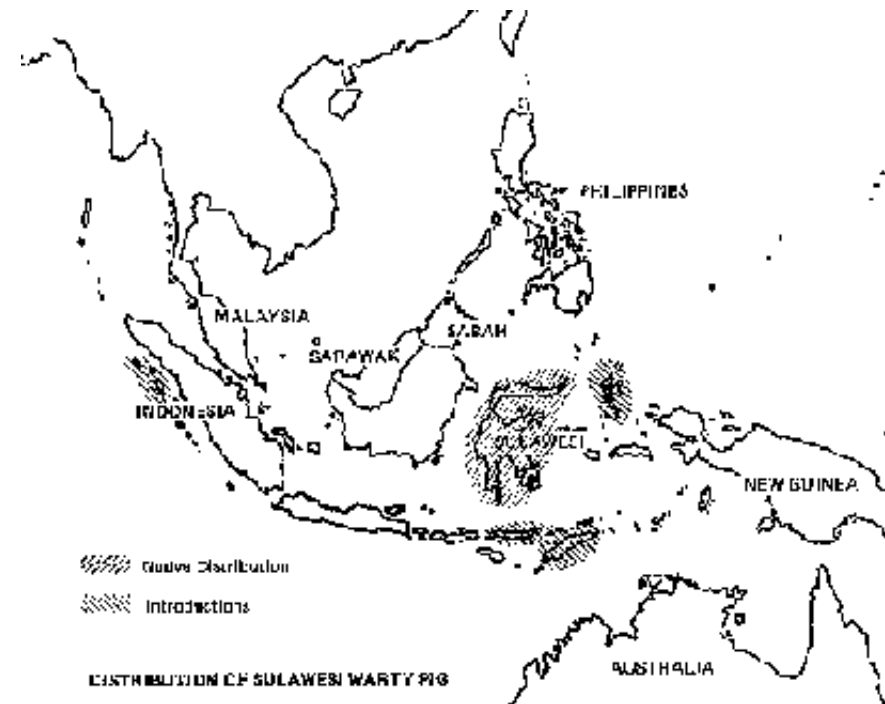 PHILIPPINES
MALAYSIA
SABAH
SARAWAK
INDONESIA
SULAWESI
NEW GUINEA
Native Distribution
Introductions
AUSTRALIA
DISTRIBUTION OF SULAWESI WARTY PIG